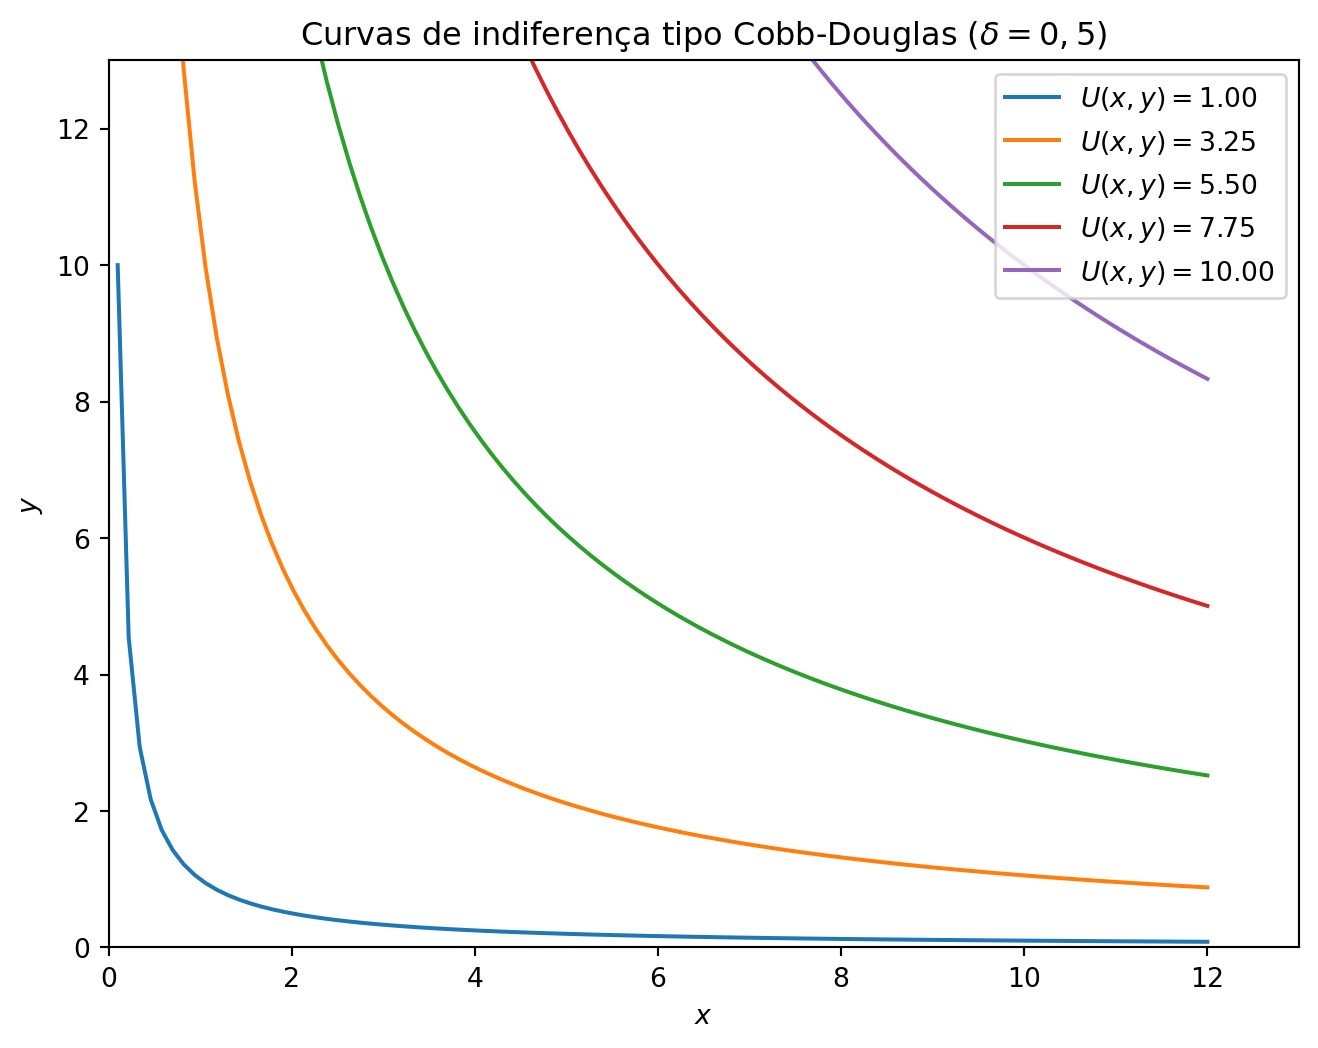 Curvas de indiferença tipo Cobb-Douglas (δ = 0, 5)
U(x, y) = 1.00
U(x, y) = 3.25
U(x, y) = 5.50
U(x, y) = 7.75
U(x, y) = 10.00
12
10
8
6
4
2
0
y
0 2 4 6 8 10 12
x